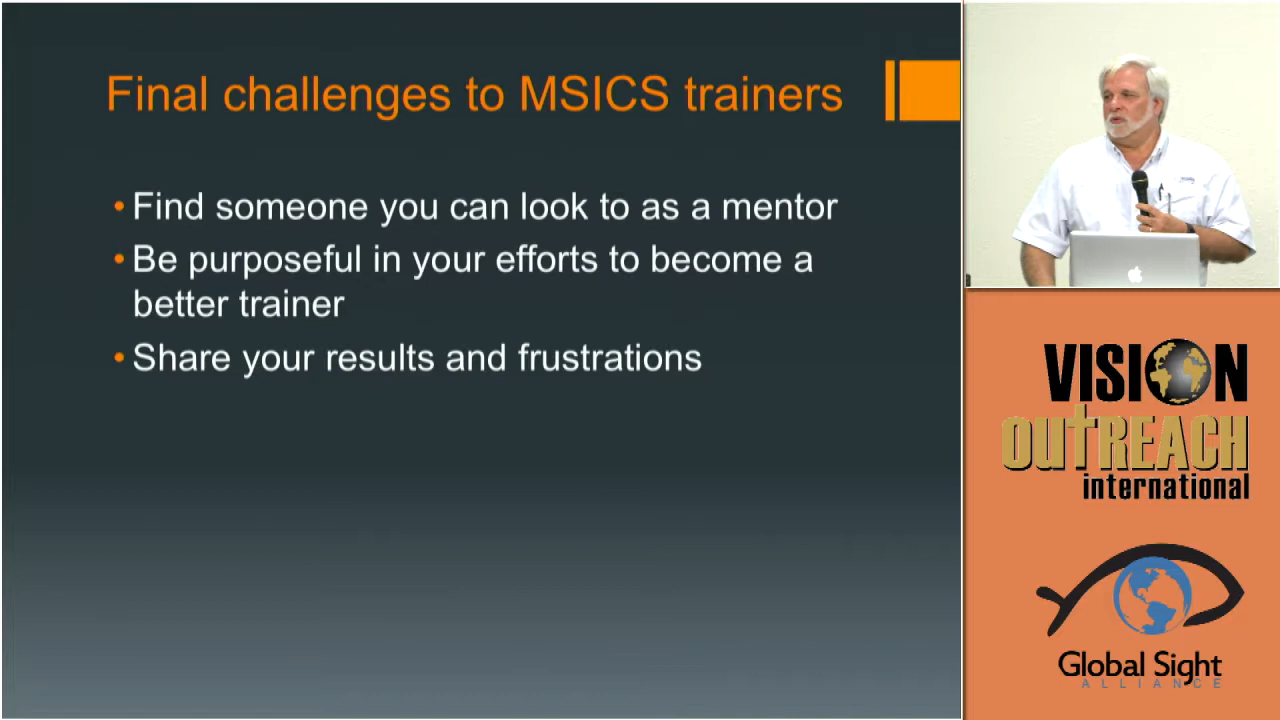 Final challenges to MSICS trainers
•Find someone you can look to as a mentor
•Be purposeful in your efforts to become a
better trainer
•Share your results and frustrations
VISION
OUTREACH
international
Global Sight
ALLIANCE